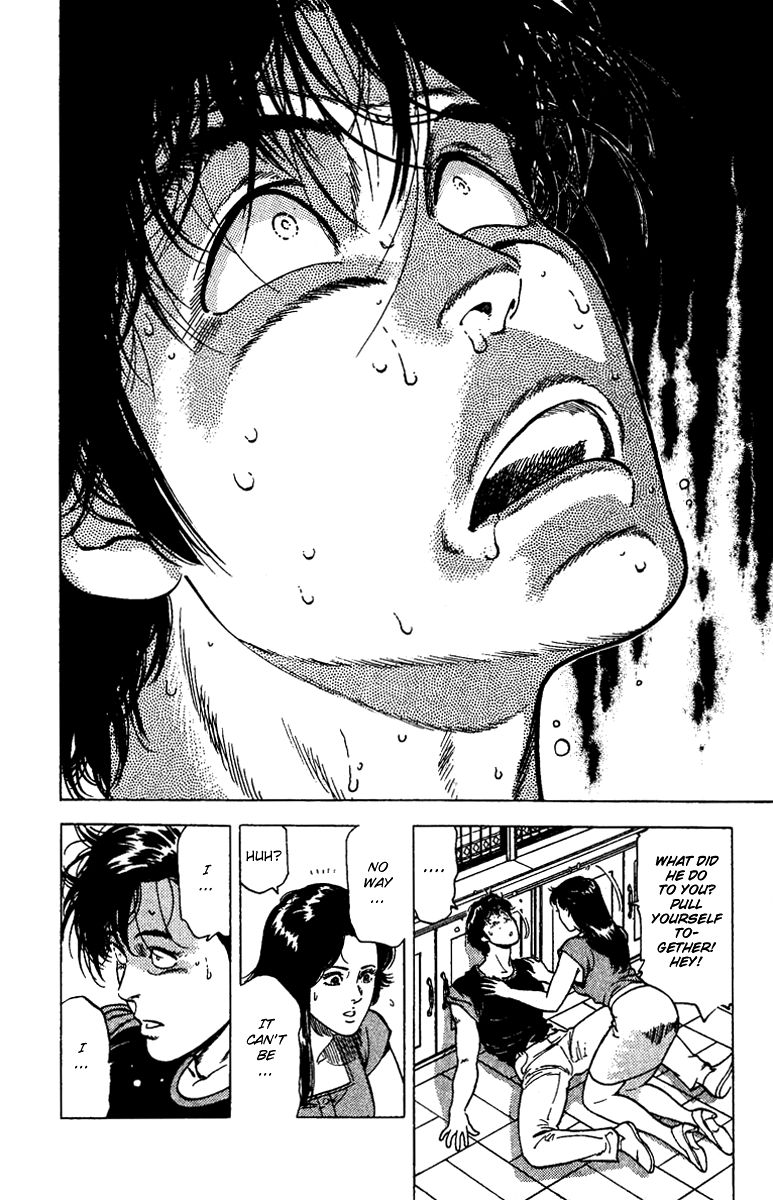 WHAT DID
HE DO
TO YOU?
PULL
YOURSELF
TO-
GETHER!
HEY!
....
NO
WAY
...
HUH?
IT
CAN'T
BE
...
I
...
I
...